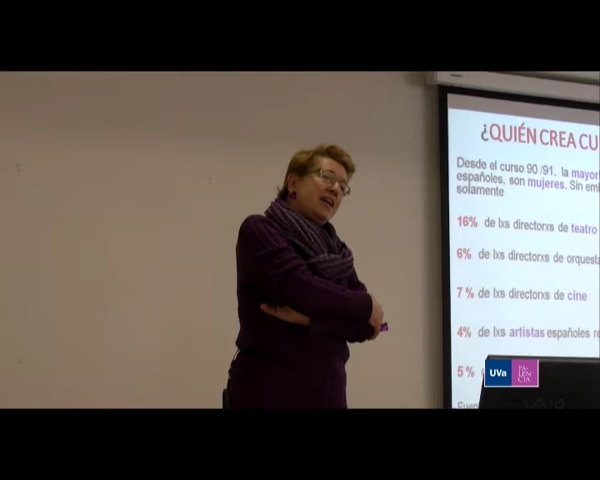 ¿QUIÉN CREA CU
Desde el curso 90 /91, la mayor
españoles, son mujeres. Sin em
solamente
16% de lxs directorxs de teatro
6% de lxs directorxs de orquesta
7 % de lxs directorxs de cine
4% de lxs artistas españoles re
5 %
UVa
PA-
LEN
CIA